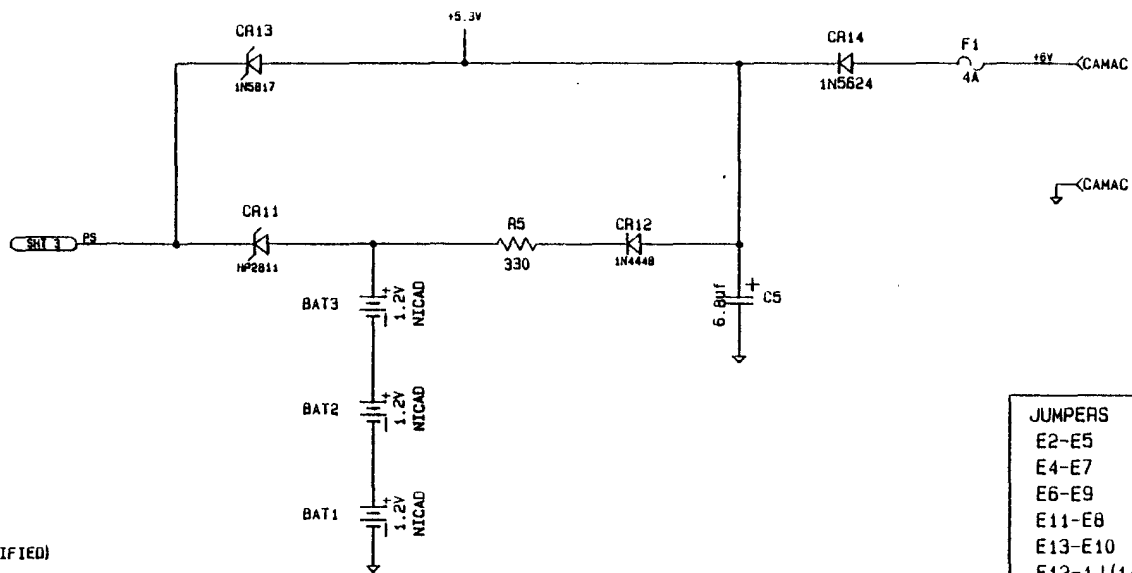 +5.3V
CR13
1N5817
CR14
1N5624
F1
4A
+6V
CAMAC
CAMAC
SHT 3
PS
CR11
HP2811
R5
330
CR12
1N4448
6.8uf
+
C5
BAT3
+
1.2V
NICAD
BAT2
+
1.2V
NICAD
BAT1
+
1.2V
NICAD
IFIED)
JUMPERS
E2-E5
E4-E7
E6-E9
E11-E8
E13-E10